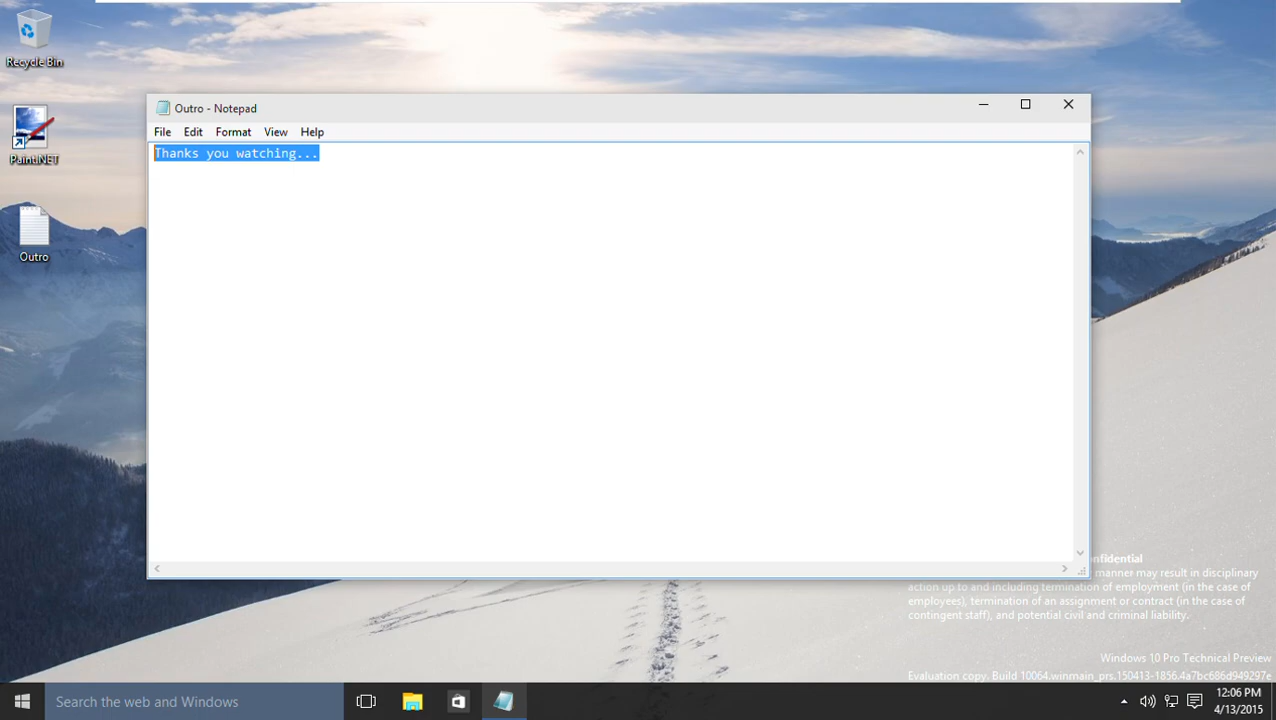 Recycle Bin
Paint.NET
Outro
Outro - Notepad
File Edit Format View Help
Thanks you watching...
nfidential
manner may result in disciplinary
action up to and including termination of employment (in the case of
employees), termination of an assignment or contract (in the case of
contingent staff), and potential civil and criminal liability.
Windows 10 Pro Technical Preview
Evaluation copy. Build 10064.winmain_prs.150413-1856.4a7bc686d949297e
Search the web and Windows
12:06 PM
4/13/2015